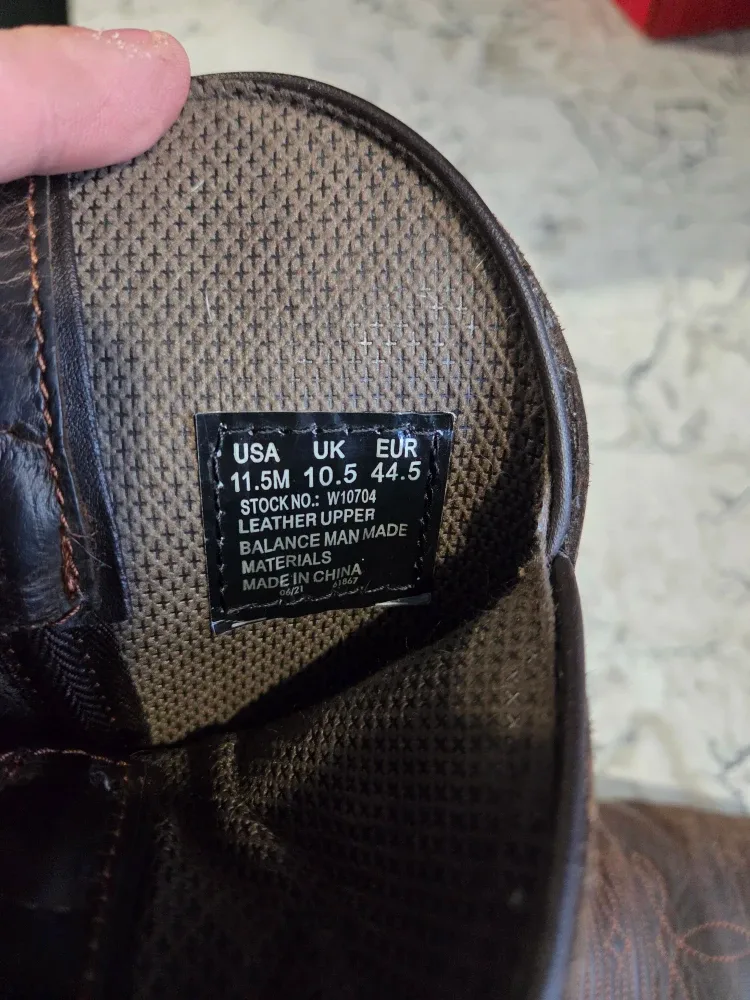 USA UK EUR
11.5M 10.5 44.5
STOCK NO.: W10704
LEATHER UPPER
BALANCE MAN MADE
MATERIALS
MADE IN CHINA
06/21 61867